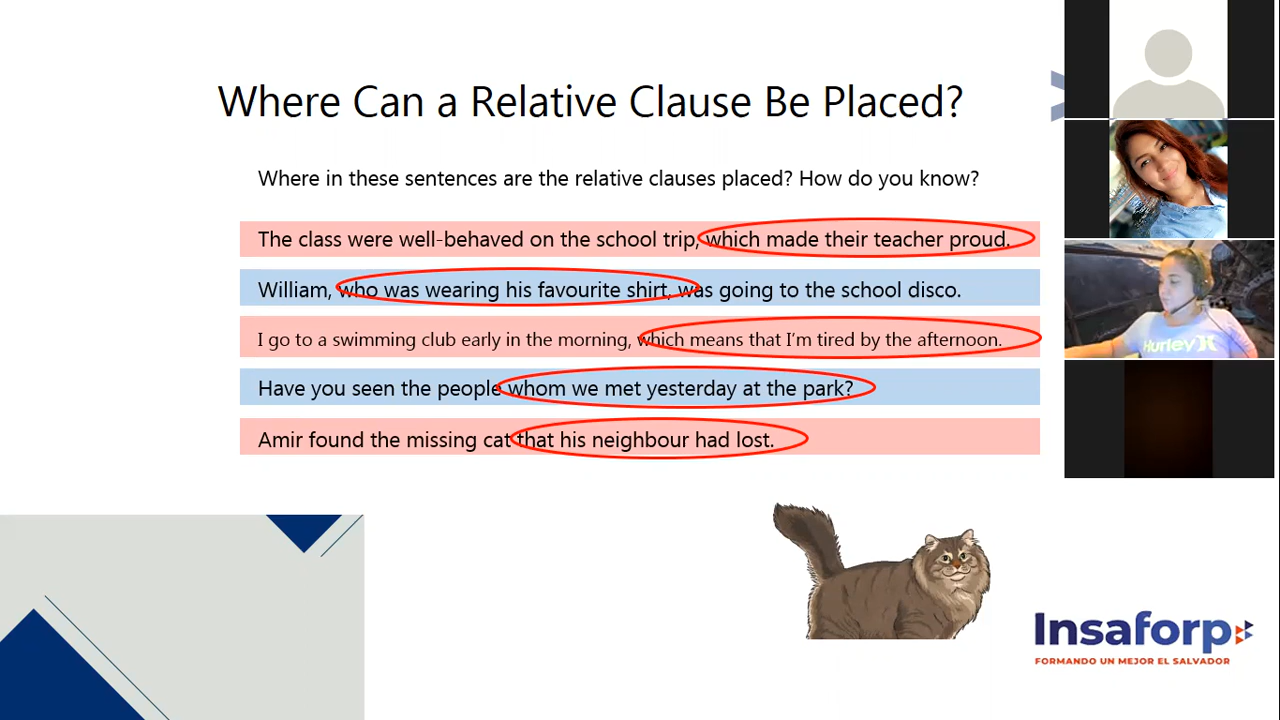 Where Can a Relative Clause Be Placed?
Where in these sentences are the relative clauses placed? How do you know?
The class were well-behaved on the school trip, which made their teacher proud.
William, who was wearing his favourite shirt, was going to the school disco.
I go to a swimming club early in the morning, which means that I'm tired by the afternoon.
Have you seen the people whom we met yesterday at the park?
Amir found the missing cat that his neighbour had lost.
Hurley
Insaforp
FORMANDO UN MEJOR EL SALVADOR